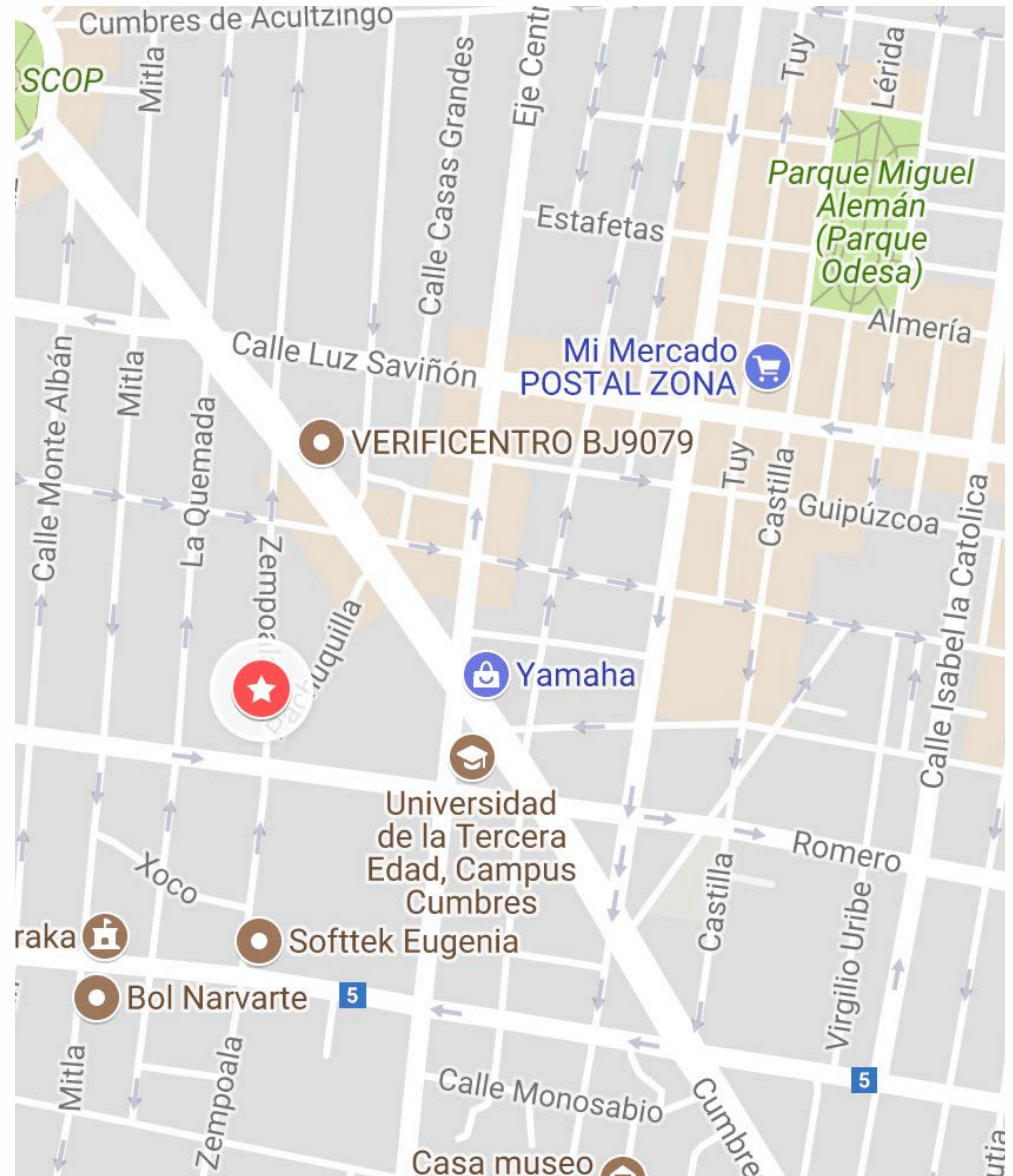 Cumbres de Acultzingo
SCOP
Mitla
Calle Casas Grandes
Eje Centr
Tuy
Lérida
Parque Miguel
Alemán
(Parque
Odesa)
Estafetas
Almería
Calle Luz Saviñón
Mi Mercado
POSTAL ZONA
Calle Monte Albán
Mitla
La Quemada
VERIFICENTRO BJ9079
Tuy
Castilla
Guipúzcoa
Calle Isabel la Catolica
Zempoa
Pachuquilla
Yamaha
Universidad
de la Tercera
Edad, Campus
Cumbres
Romero
Xoco
Castilla
Virgilio Uribe
raka
Softtek Eugenia
Bol Narvarte
5
5
Mitla
Zempoala
Calle Monosabio
Cumbre
Casa museo
utia